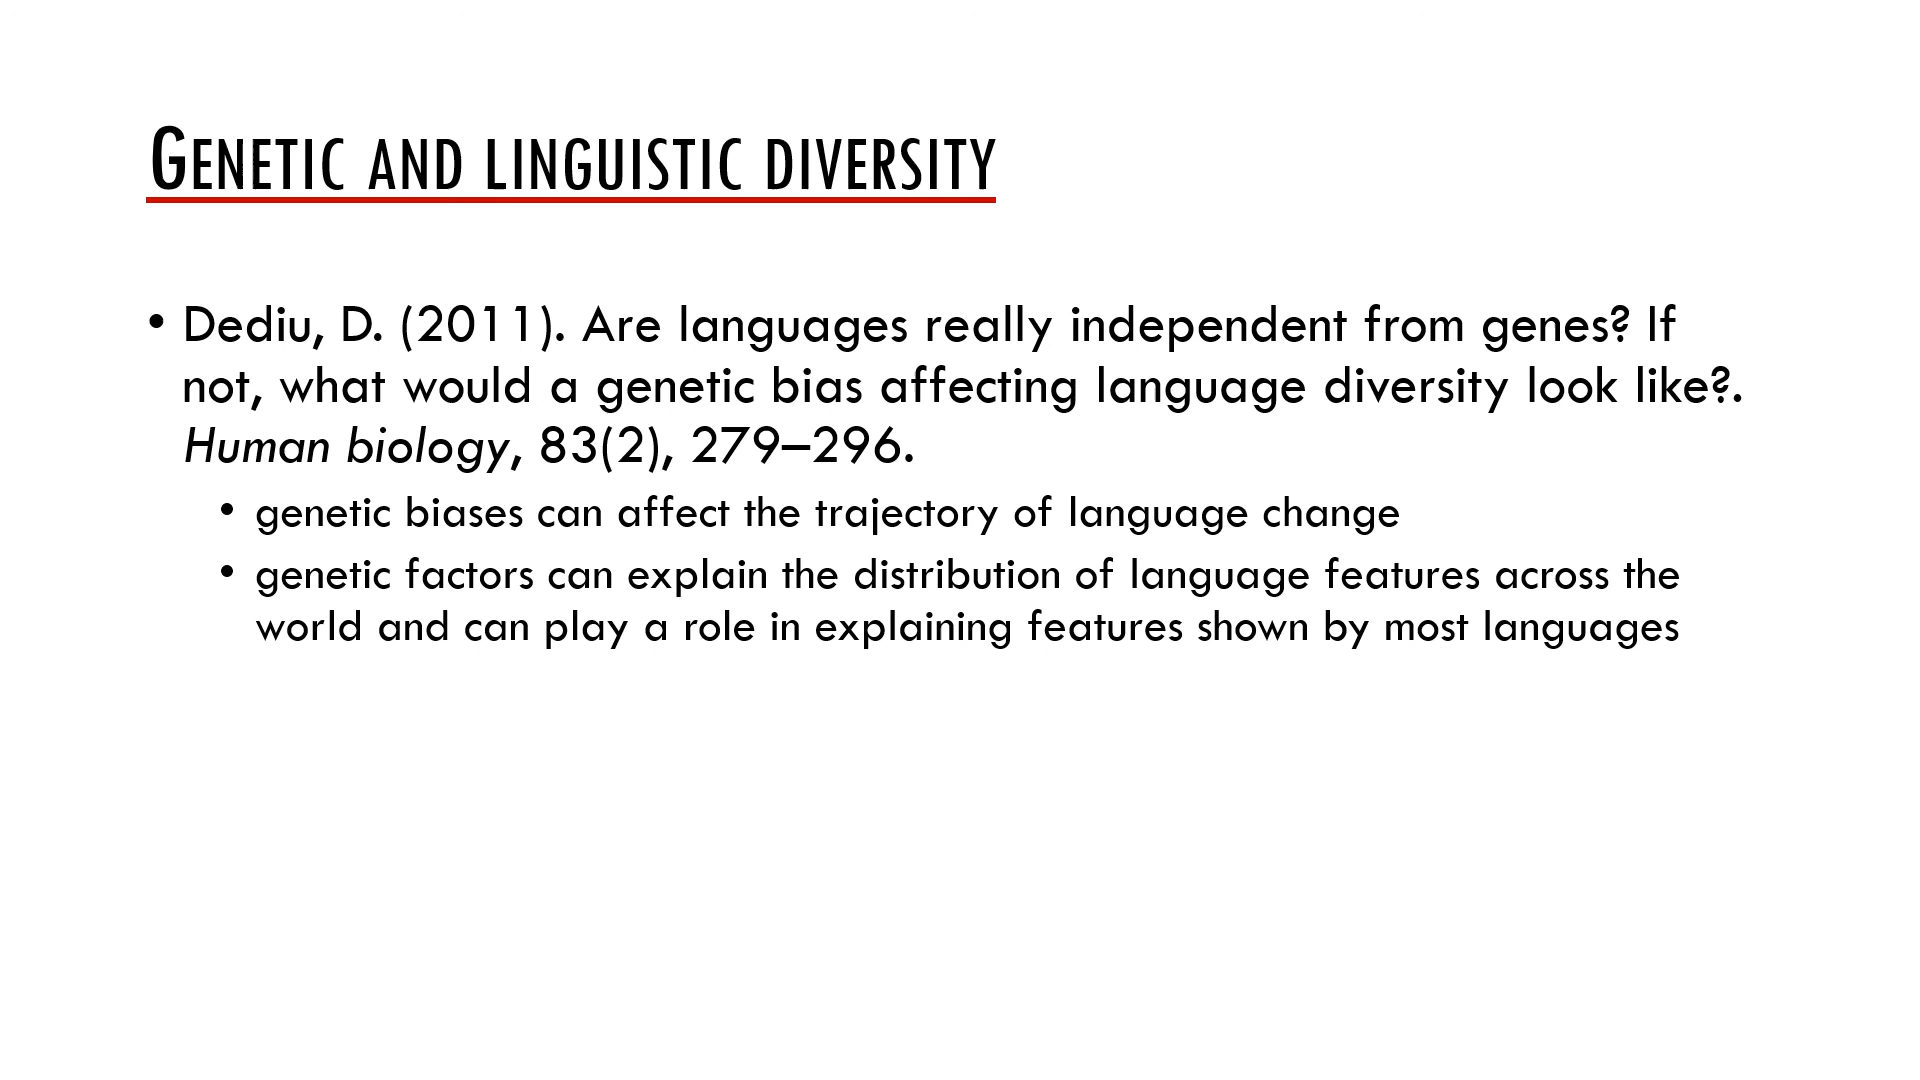 Genetic and linguistic diversity
• Dediu, D. (2011). Are languages really independent from genes? If
not, what would a genetic bias affecting language diversity look like?.
Human biology, 83(2), 279–296.
• genetic biases can affect the trajectory of language change
• genetic factors can explain the distribution of language features across the
world and can play a role in explaining features shown by most languages